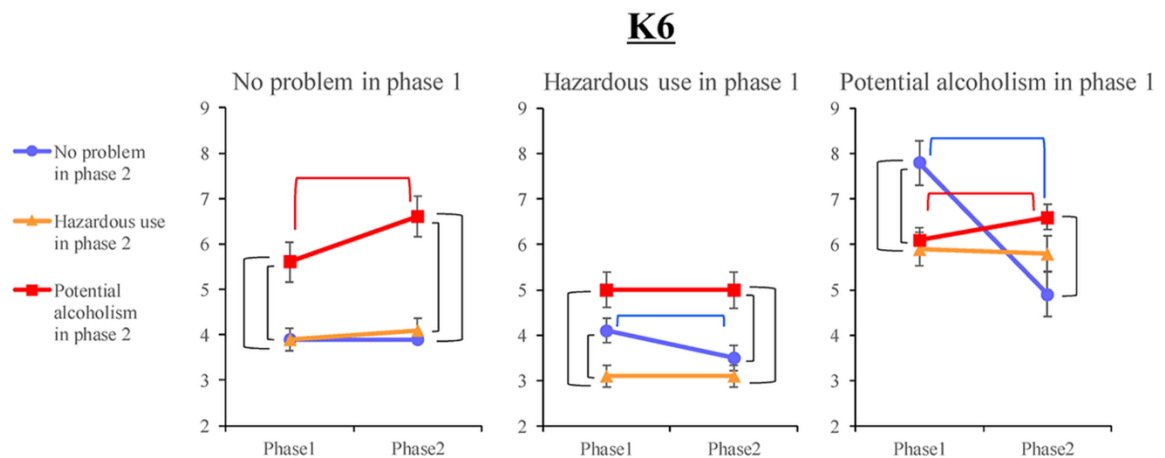 K6
No problem in phase 1
Hazardous use in phase 1
Potential alcoholism in phase 1
No problem
in phase 2
Hazardous use
in phase 2
Potential
alcoholism
in phase 2
9
8
7
6
5
4
3
2
Phase1 Phase2
9
8
7
6
5
4
3
2
Phase1 Phase2
9
8
7
6
5
4
3
2
Phase1 Phase2